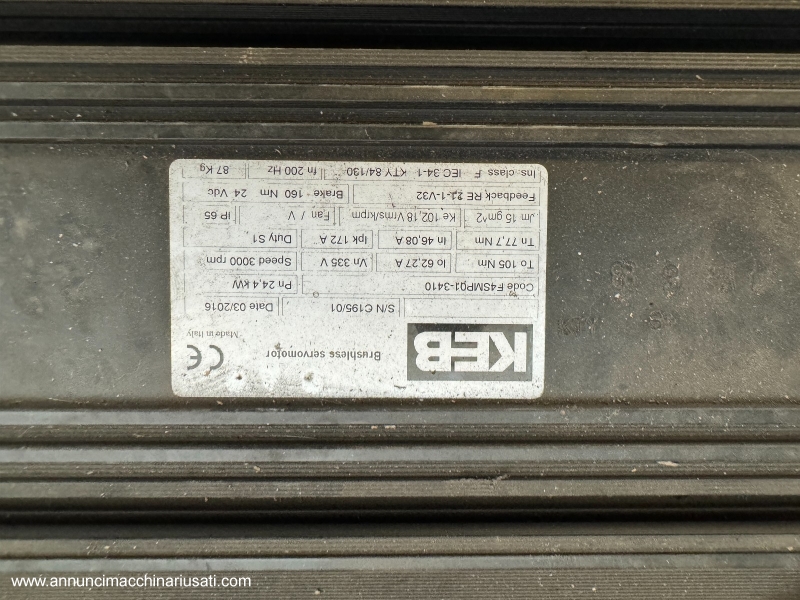 KEB Brushless servomotor CE
Made in Italy
S/N C195/01 Date 03/2016
Code F4SMP01-3410 Pn 24,4 kW
To 105 Nm Io 62,27 A Vn 335 V Speed 3000 rpm
Tn 77,7 Nm In 46,08 A Ipk 172 A Duty S1
Jm 15 gm^2 Ke 102,18 Vrms/krpm Fan / V IP 65
Feedback RE 21-1-V32 Brake 160 Nm 24 Vdc
Ins. class F IEC 34-1 KTY 84/130 fn 200 Hz 87 Kg
www.annuncimacchinariusati.com